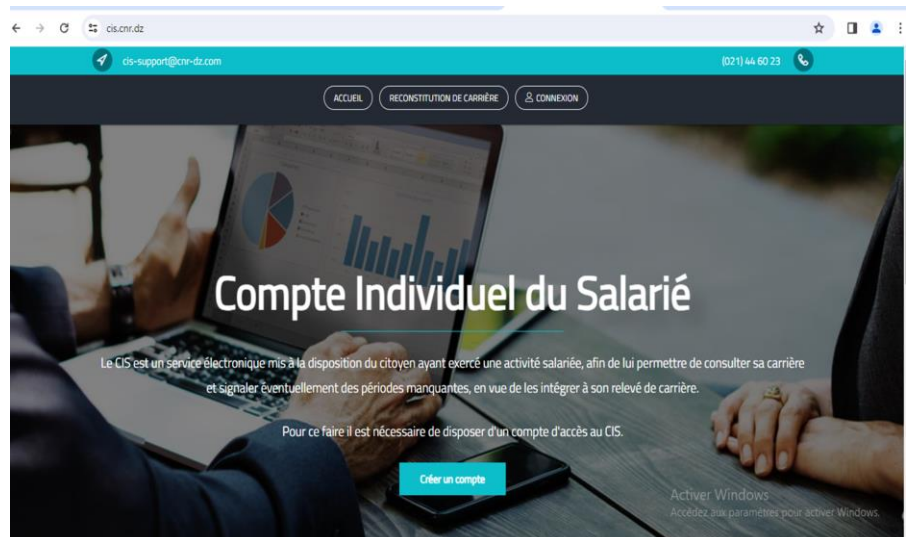 cis.cnr.dz
cis-support@cnr-dz.com (021) 44 60 23
ACCUEIL RECONSTITUTION DE CARRIÈRE CONNEXION
Compte Individuel du Salarié
Le CIS est un service électronique mis à la disposition du citoyen ayant exercé une activité salariée, afin de lui permettre de consulter sa carrière
et signaler éventuellement des périodes manquantes, en vue de les intégrer à son relevé de carrière.
Pour ce faire il est nécessaire de disposer d'un compte d'accès au CIS.
Créer un compte
Activer Windows
Accédez aux paramètres pour activer Windows.